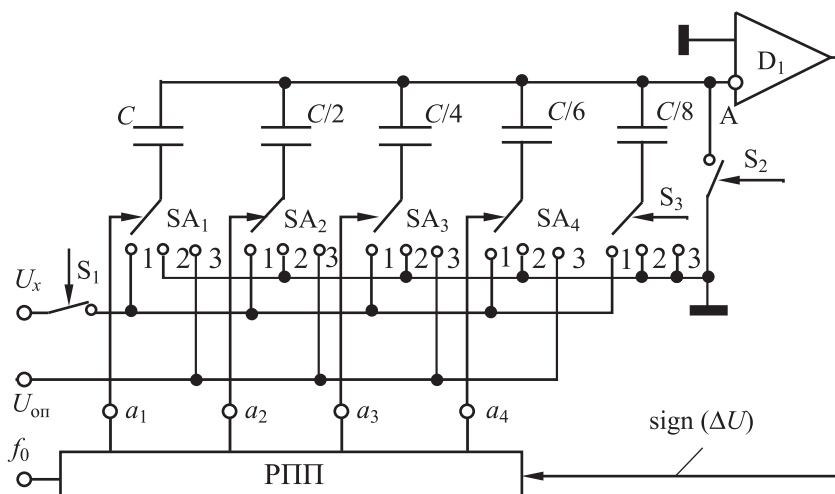 D₁
C
C/2
C/4
C/6
C/8
A
S₂
SA₁
SA₂
SA₃
SA₄
S₃
1 2 3
1 2 3
1 2 3
1 2 3
1 2 3
Uₓ
S₁
Uоп
a₁
a₂
a₃
a₄
sign (ΔU)
f₀
РПП